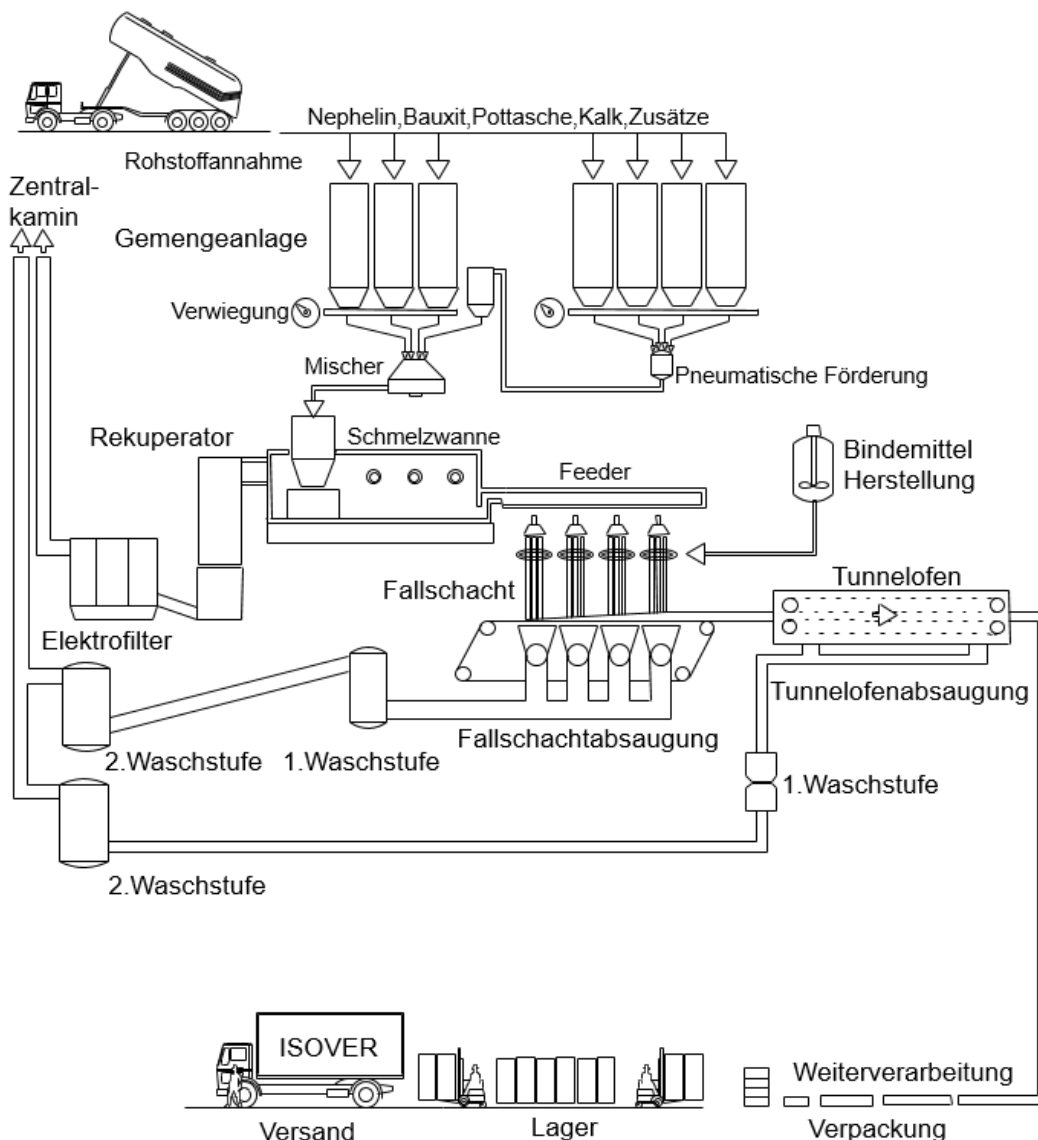 Nephelin,Bauxit,Pottasche,Kalk,Zusätze
Rohstoffannahme
Zentral-
kamin
Gemengeanlage
Verwiegung
Mischer
Pneumatische Förderung
Rekuperator
Schmelzwanne
Feeder
Bindemittel
Herstellung
Fallschacht
Tunnelofen
Elektrofilter
Tunnelofenabsaugung
Fallschachtabsaugung
2.Waschstufe
1.Waschstufe
1.Waschstufe
2.Waschstufe
ISOVER
Weiterverarbeitung
Versand
Lager
Verpackung